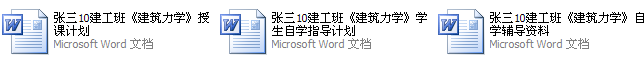 张三10建工班《建筑力学》授
课计划
Microsoft Word 文档
张三10建工班《建筑力学》学
生自学指导计划
Microsoft Word 文档
张三10建工班《建筑力学》自
学辅导资料
Microsoft Word 文档